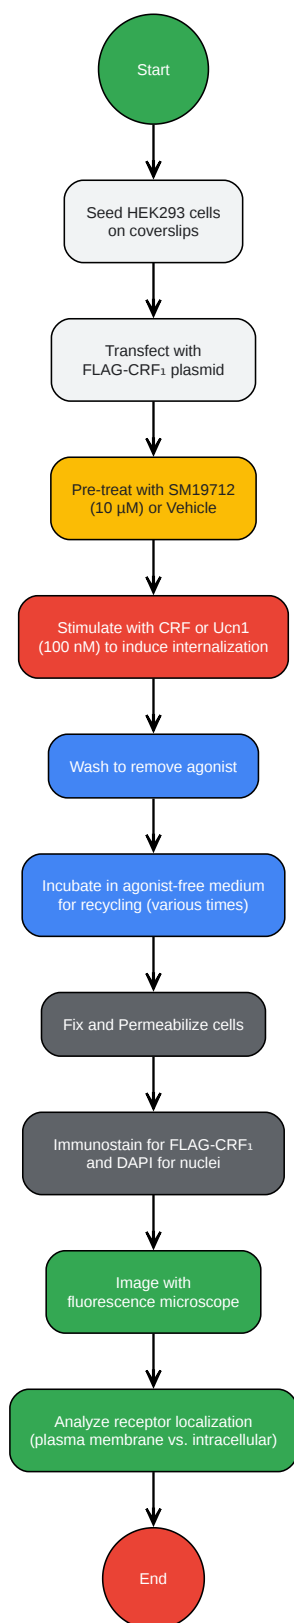 Start
Seed HEK293 cells
on coverslips
Transfect with
FLAG-CRF₁ plasmid
Pre-treat with SM19712
(10 µM) or Vehicle
Stimulate with CRF or Ucn1
(100 nM) to induce internalization
Wash to remove agonist
Incubate in agonist-free medium
for recycling (various times)
Fix and Permeabilize cells
Immunostain for FLAG-CRF₁
and DAPI for nuclei
Image with
fluorescence microscope
Analyze receptor localization
(plasma membrane vs. intracellular)
End